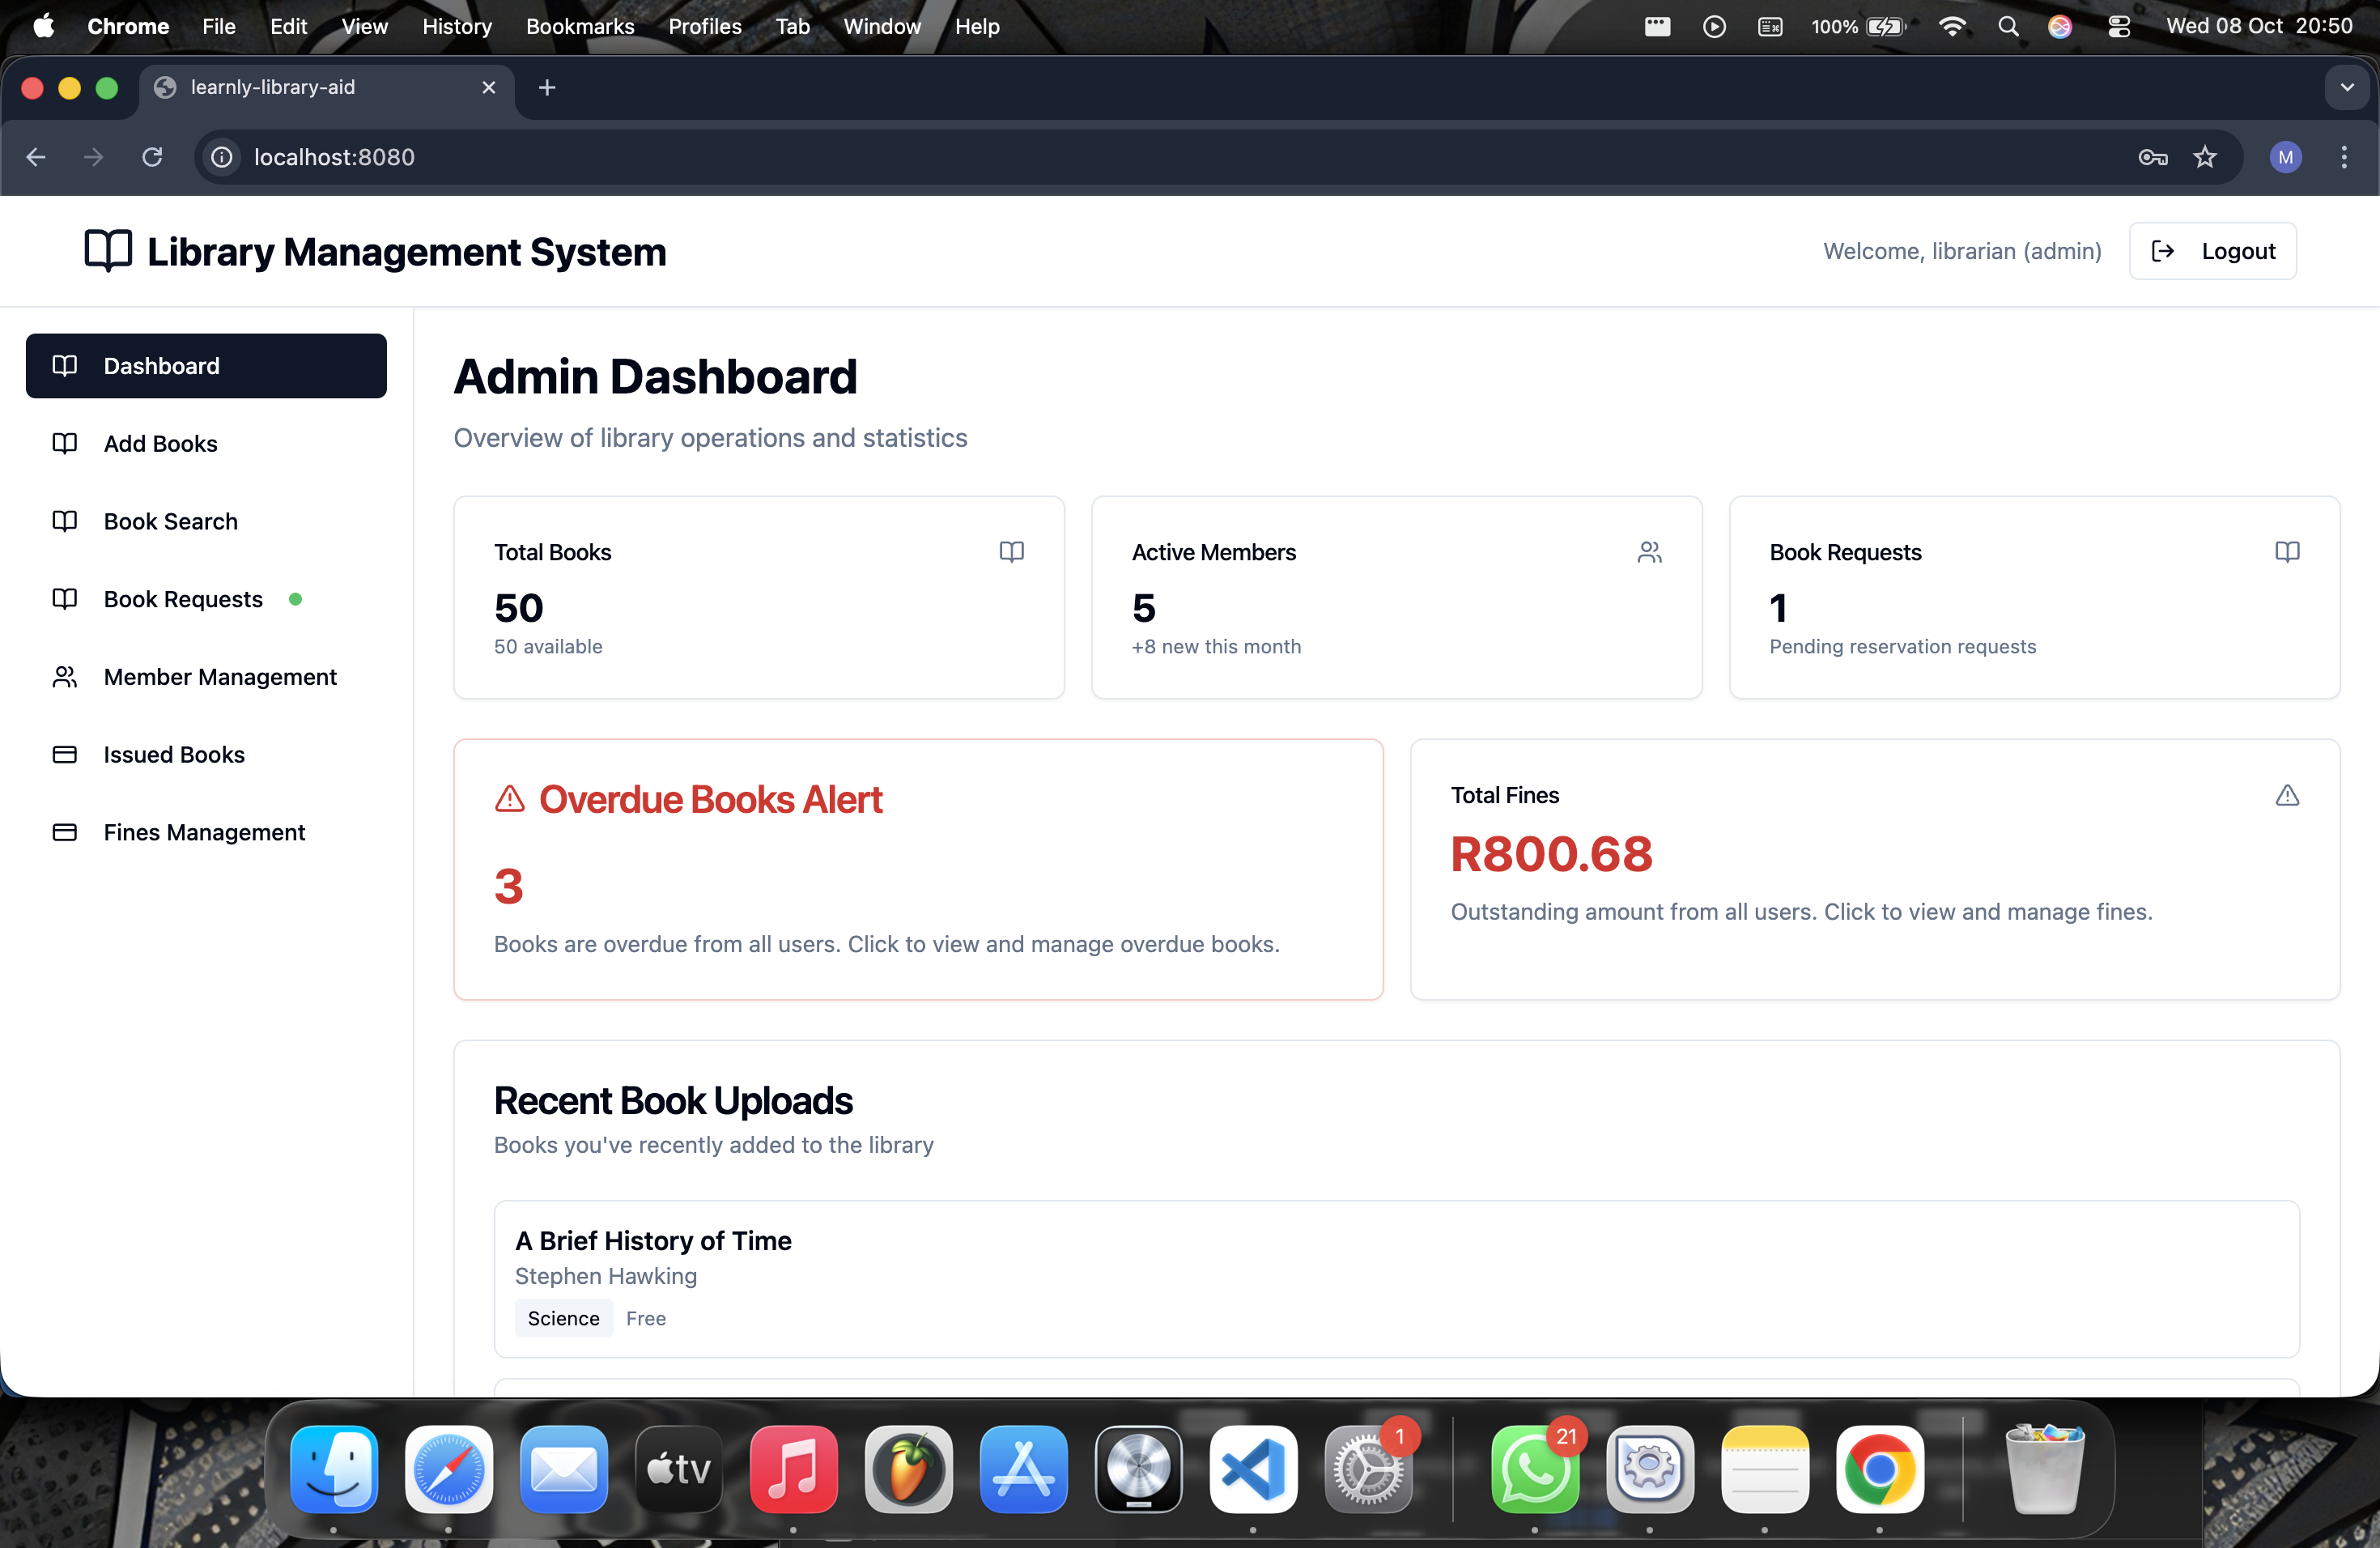 Chrome File Edit View History Bookmarks Profiles Tab Window Help 100% Wed 08 Oct 20:50
learnly-library-aid
localhost:8080
M
Library Management System
Welcome, librarian (admin)
Logout
Dashboard
Add Books
Book Search
Book Requests
Member Management
Issued Books
Fines Management
Admin Dashboard
Overview of library operations and statistics
Total Books
50
50 available
Active Members
5
+8 new this month
Book Requests
1
Pending reservation requests
Overdue Books Alert
3
Books are overdue from all users. Click to view and manage overdue books.
Total Fines
R800.68
Outstanding amount from all users. Click to view and manage fines.
Recent Book Uploads
Books you've recently added to the library
A Brief History of Time
Stephen Hawking
Science Free
tv
1
21